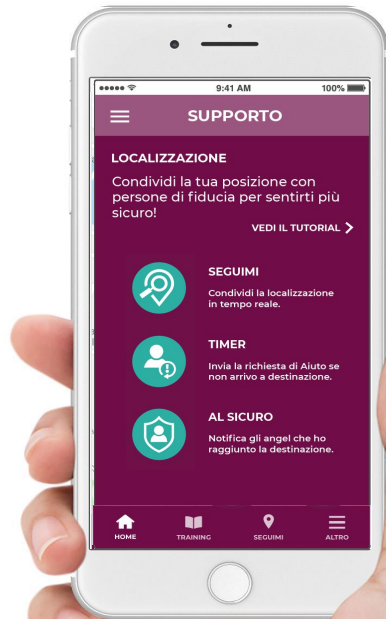 9:41 AM
100%
SUPPORTO
LOCALIZZAZIONE
Condividi la tua posizione con
persone di fiducia per sentirti più
sicuro!
VEDI IL TUTORIAL
SEGUIMI
Condividi la localizzazione
in tempo reale.
TIMER
Invia la richiesta di Aiuto se
non arrivo a destinazione.
AL SICURO
Notifica gli angel che ho
raggiunto la destinazione.
HOME
TRAINING
SEGUIMI
ALTRO